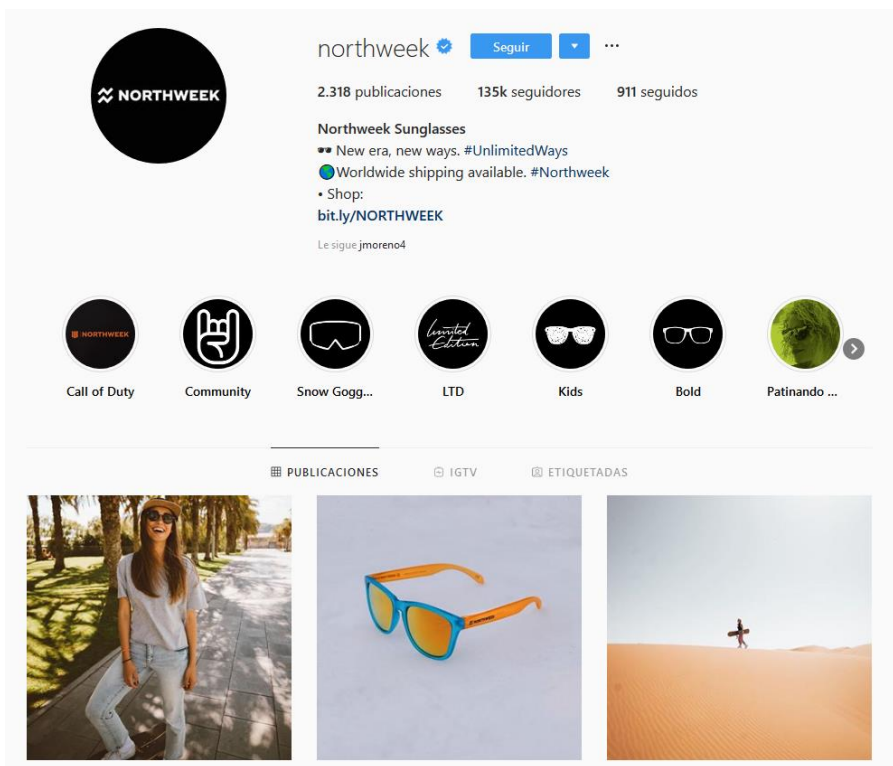 NORTHWEEK
northweek
Seguir
2.318 publicaciones 135k seguidores 911 seguidos
Northweek Sunglasses
🕶 New era, new ways. #UnlimitedWays
🌎Worldwide shipping available. #Northweek
• Shop:
bit.ly/NORTHWEEK
Le sigue jmoreno4
NORTHWEEK
Limited
Edition
Call of Duty Community Snow Gogg... LTD Kids Bold Patinando ...
PUBLICACIONES IGTV ETIQUETADAS
NORTHWEEK